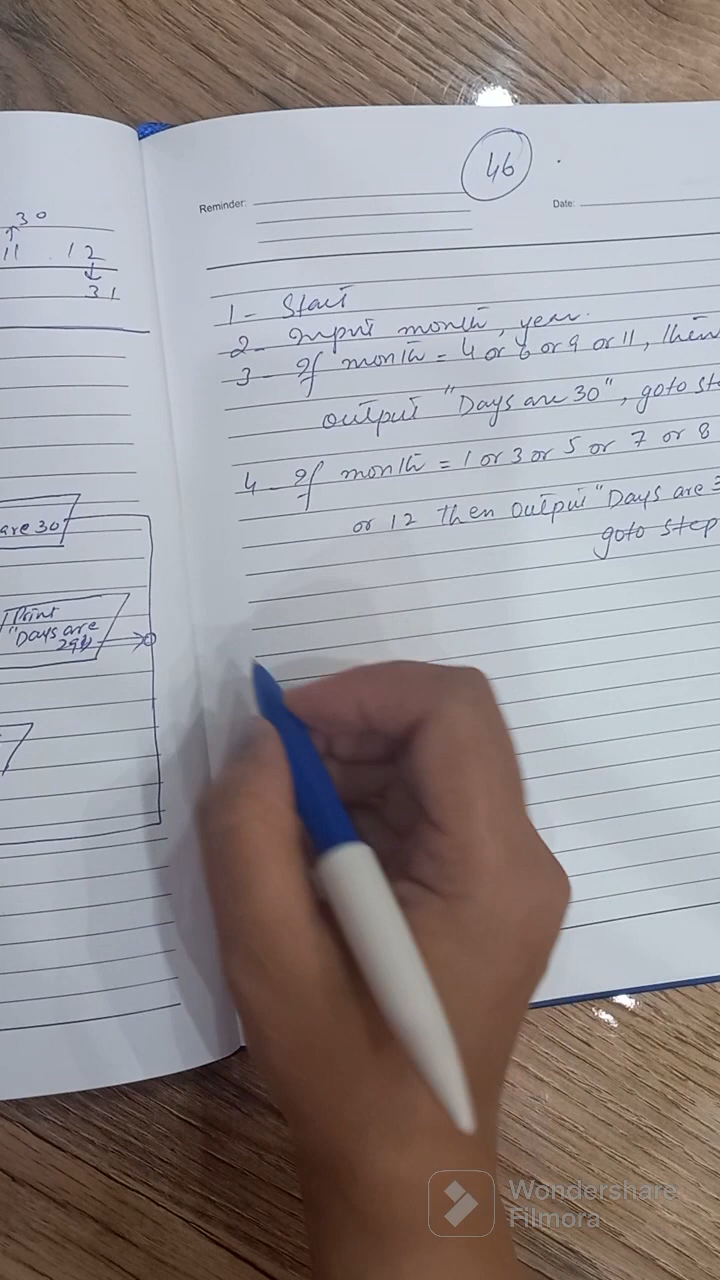 30
11 12
31
are 30
Print
"Days are
29"
46
Reminder:
Date:
1- Start
2- Input month, year.
3- If month = 4 or 6 or 9 or 11, then
output "Days are 30", goto ste
4- If month = 1 or 3 or 5 or 7 or 8
or 12 then output "Days are 3
goto step
Wondershare
Filmora